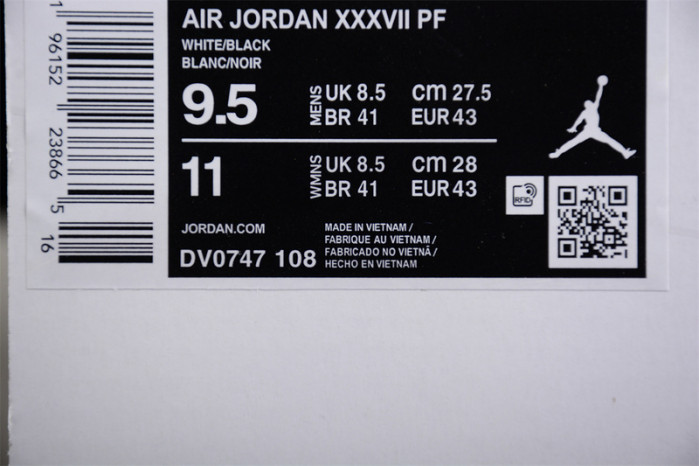 AIR JORDAN XXXVII PF
WHITE/BLACK
BLANC/NOIR
9.5 MENS UK 8.5 cm 27.5
BR 41 EUR 43
11 WMNS UK 8.5 cm 28
BR 41 EUR 43
JORDAN.COM
DV0747 108
MADE IN VIETNAM /
FABRIQUE AU VIETNAM /
FABRICADO NO VIETNÃ /
HECHO EN VIETNAM
RFID
1 96152 23866 5 16